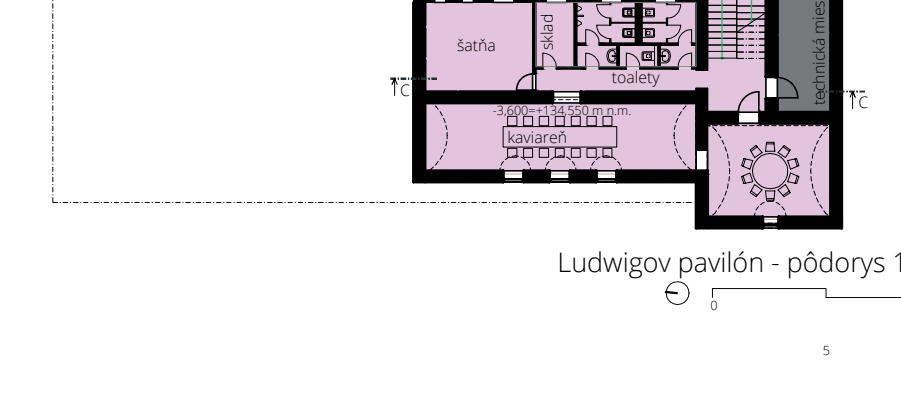 šatňa
sklad
toalety
technická mies
C
C
-3,600=+134,550 m n.m.
kaviareň
Ludwigov pavilón - pôdorys 1
0
5